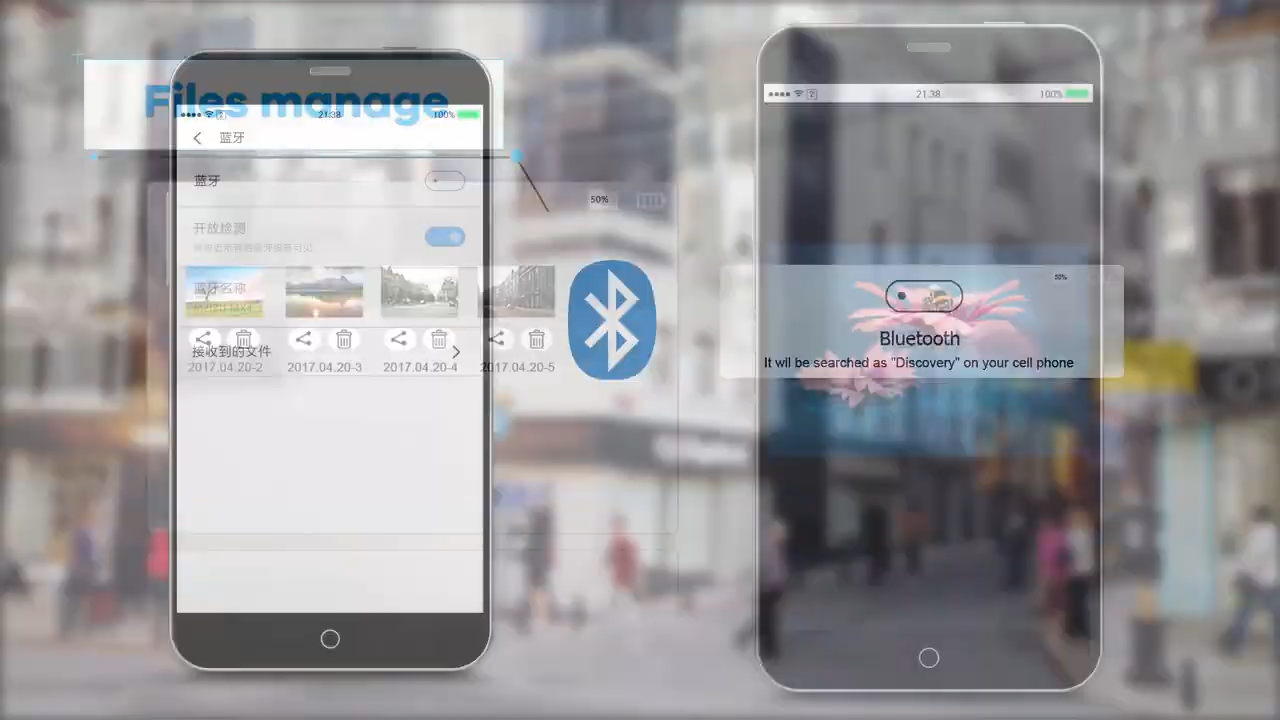 Files manage
21:38
100%
蓝牙
蓝牙
开放检测
蓝牙名称
接收到的文件
2017.04.20-2
2017.04.20-3
2017.04.20-4
2017.04.20-5
50%
21:38
100%
50%
Bluetooth
It wil be searched as "Discovery" on your cell phone